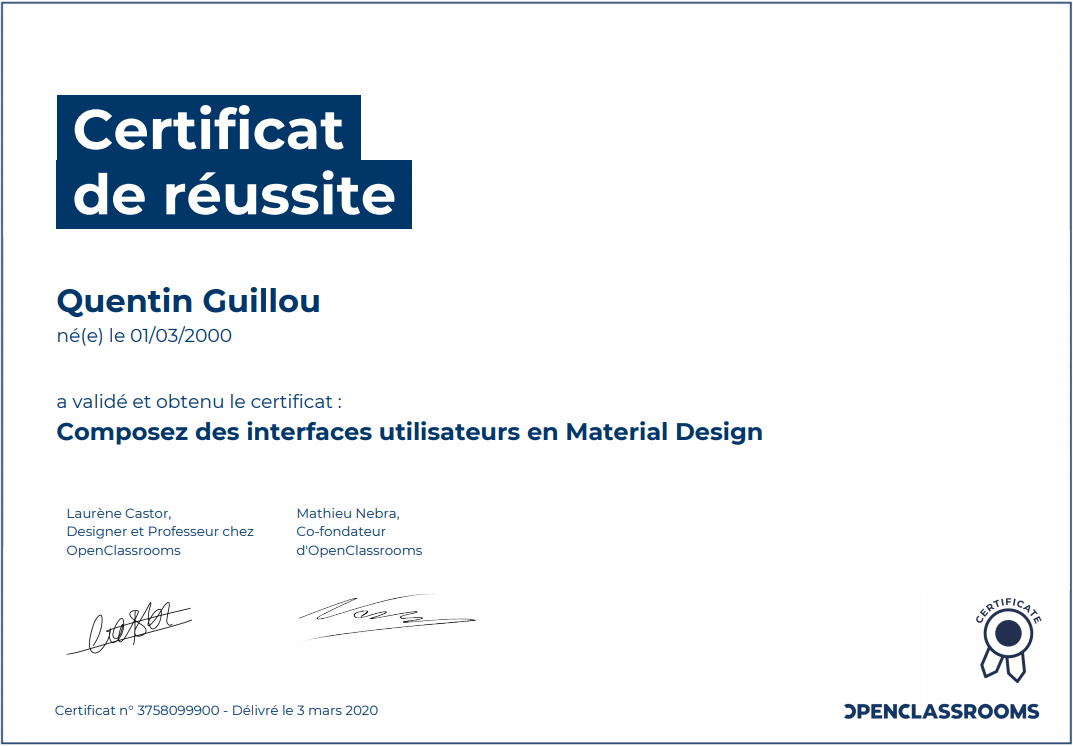 Certificat
de réussite
Quentin Guillou
né(e) le 01/03/2000
a validé et obtenu le certificat :
Composez des interfaces utilisateurs en Material Design
Laurène Castor,
Designer et Professeur chez
OpenClassrooms
Mathieu Nebra,
Co-fondateur
d'OpenClassrooms
CERTIFICATE
Certificat n° 3758099900 - Délivré le 3 mars 2020
OPENCLASSROOMS